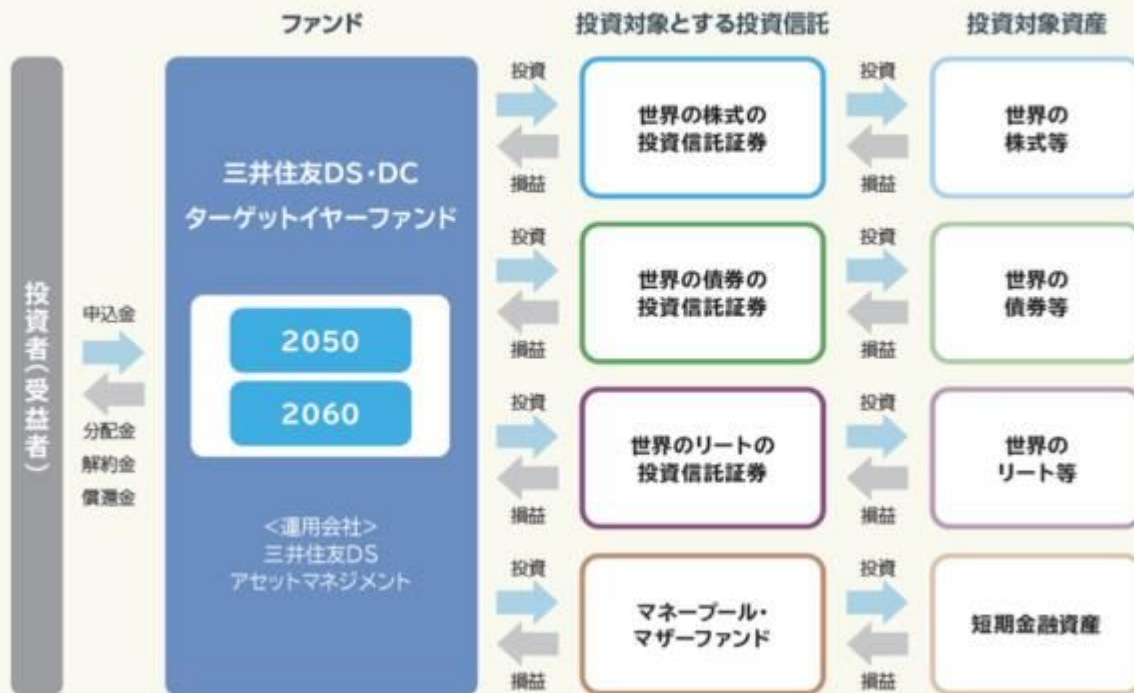 ファンド
投資対象とする投資信託
投資対象資産
投資者(受益者)
申込金
分配金
解約金
償還金
三井住友DS・DC
ターゲットイヤーファンド
2050
2060
<運用会社>
三井住友DS
アセットマネジメント
投資
損益
世界の株式の
投資信託証券
投資
損益
世界の
株式等
投資
損益
世界の債券の
投資信託証券
投資
損益
世界の
債券等
投資
損益
世界のリートの
投資信託証券
投資
損益
世界の
リート等
投資
損益
マネープール・
マザーファンド
投資
損益
短期金融資産